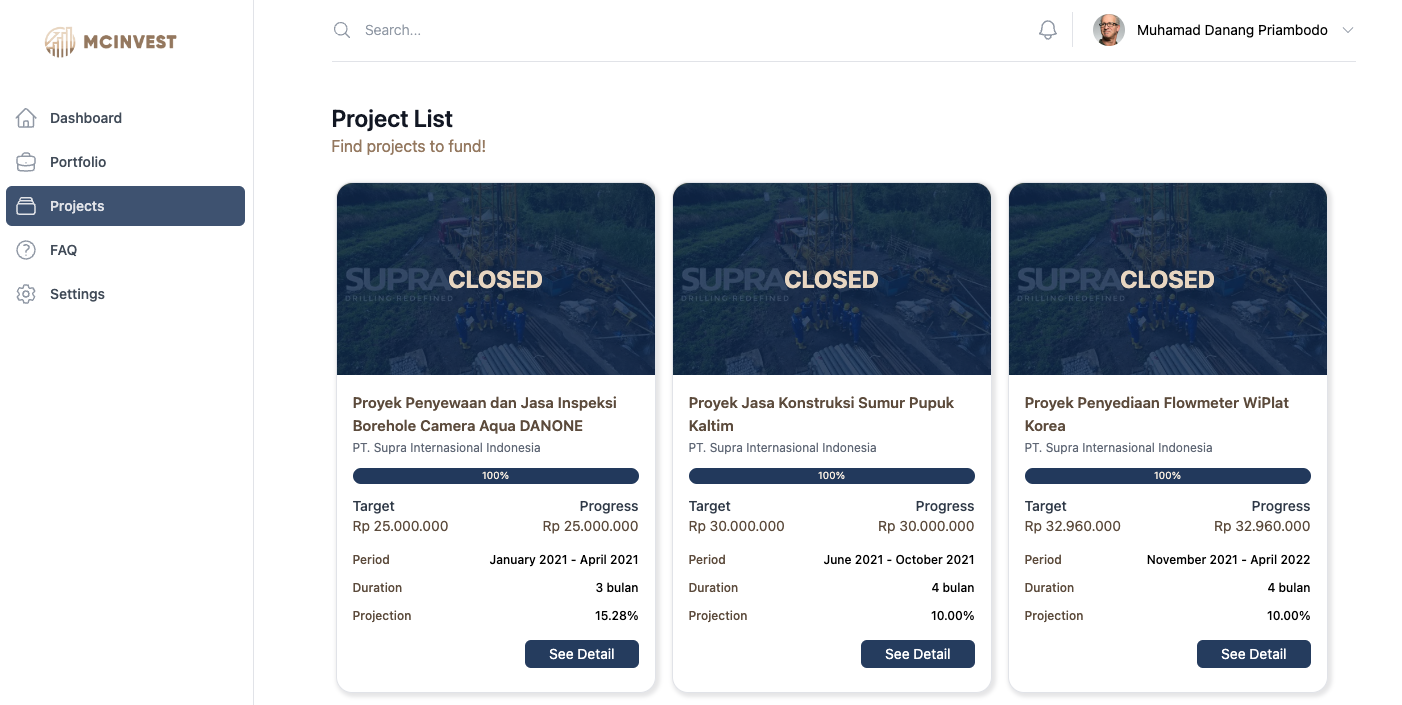 MCINVEST
Search...
Muhamad Danang Priambodo
Dashboard
Portfolio
Projects
FAQ
Settings
Project List
Find projects to fund!
SUPRA
DRILLING REDEFINED
CLOSED
Proyek Penyewaan dan Jasa Inspeksi
Borehole Camera Aqua DANONE
PT. Supra Internasional Indonesia
100%
Target Progress
Rp 25.000.000 Rp 25.000.000
Period January 2021 - April 2021
Duration 3 bulan
Projection 15.28%
See Detail
SUPRA
DRILLING REDEFINED
CLOSED
Proyek Jasa Konstruksi Sumur Pupuk
Kaltim
PT. Supra Internasional Indonesia
100%
Target Progress
Rp 30.000.000 Rp 30.000.000
Period June 2021 - October 2021
Duration 4 bulan
Projection 10.00%
See Detail
SUPRA
DRILLING REDEFINED
CLOSED
Proyek Penyediaan Flowmeter WiPlat
Korea
PT. Supra Internasional Indonesia
100%
Target Progress
Rp 32.960.000 Rp 32.960.000
Period November 2021 - April 2022
Duration 4 bulan
Projection 10.00%
See Detail